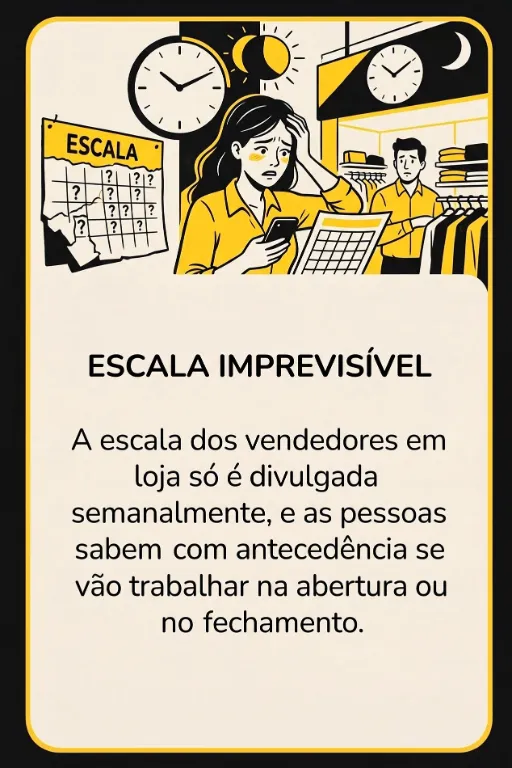 ESCALA
? ? ?
? ? ? ?
? ? ? ?
? ?
ESCALA IMPREVISÍVEL
A escala dos vendedores em
loja só é divulgada
semanalmente, e as pessoas
sabem com antecedência se
vão trabalhar na abertura ou
no fechamento.